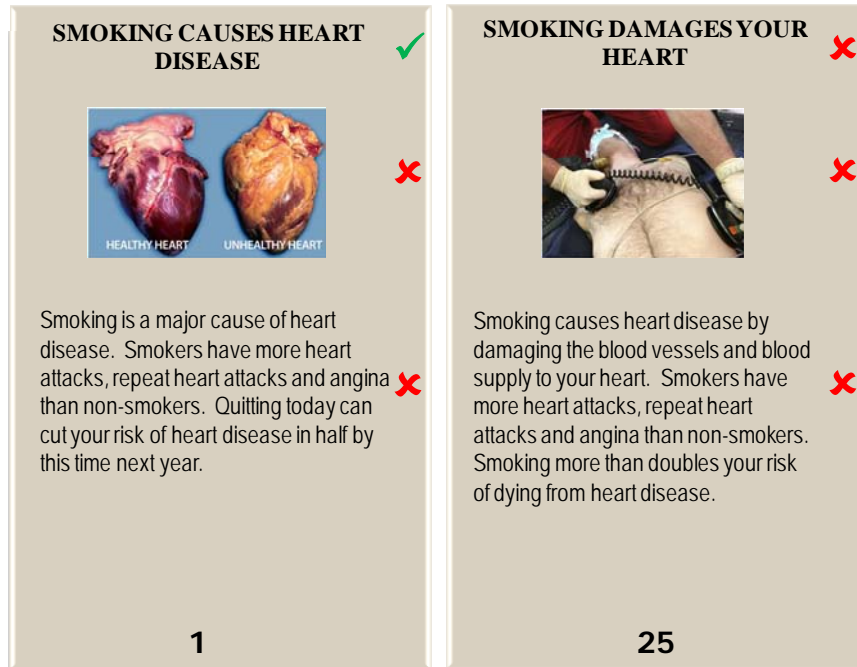 SMOKING CAUSES HEART
DISEASE
HEALTHY HEART
UNHEALTHY HEART
Smoking is a major cause of heart
disease. Smokers have more heart
attacks, repeat heart attacks and angina
than non-smokers. Quitting today can
cut your risk of heart disease in half by
this time next year.
1
SMOKING DAMAGES YOUR
HEART
Smoking causes heart disease by
damaging the blood vessels and blood
supply to your heart. Smokers have
more heart attacks, repeat heart
attacks and angina than non-smokers.
Smoking more than doubles your risk
of dying from heart disease.
25